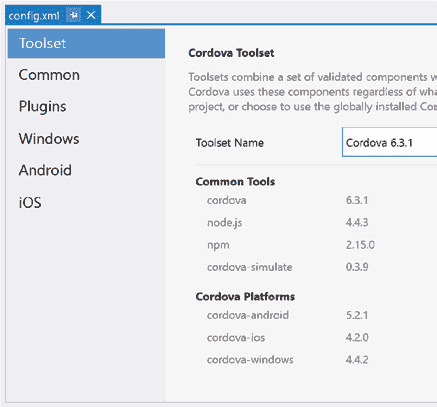 config.xml
Toolset
Common
Plugins
Windows
Android
iOS
Cordova Toolset
Toolsets combine a set of validated components w
Cordova uses these components regardless of wha
project, or choose to use the globally installed Cor
Toolset Name Cordova 6.3.1
Common Tools
cordova 6.3.1
node.js 4.4.3
npm 2.15.0
cordova-simulate 0.3.9
Cordova Platforms
cordova-android 5.2.1
cordova-ios 4.2.0
cordova-windows 4.4.2